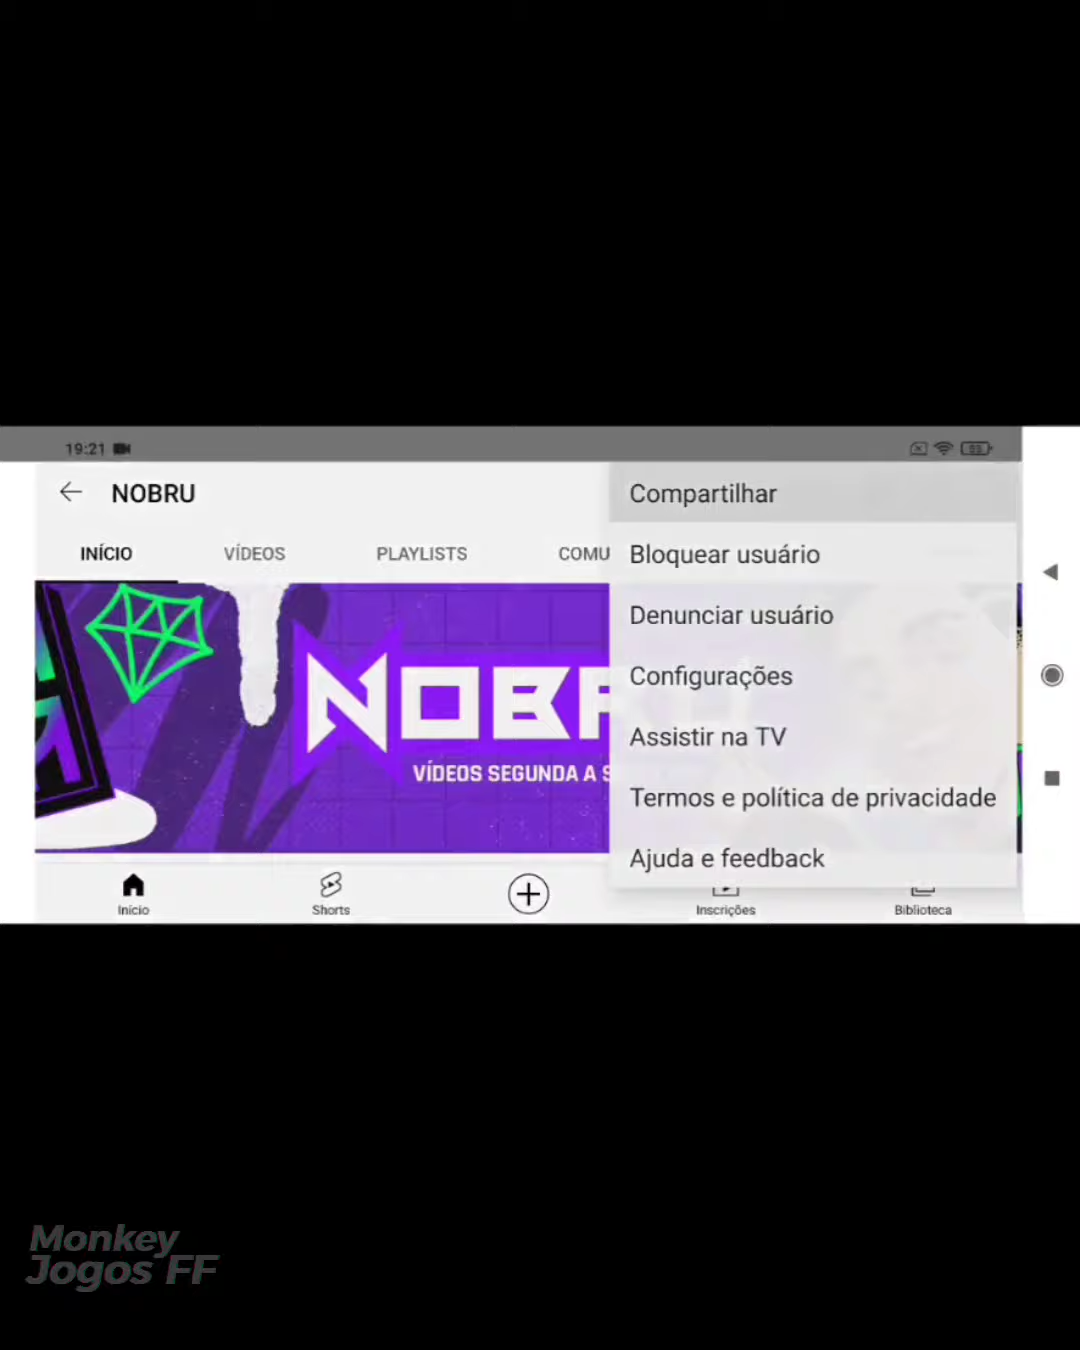 19:21
NOBRU
INÍCIO
VÍDEOS
PLAYLISTS
COMU
NOBR
VÍDEOS SEGUNDA A S
Compartilhar
Bloquear usuário
Denunciar usuário
Configurações
Assistir na TV
Termos e política de privacidade
Ajuda e feedback
Início
Shorts
Inscrições
Biblioteca
Monkey
Jogos FF